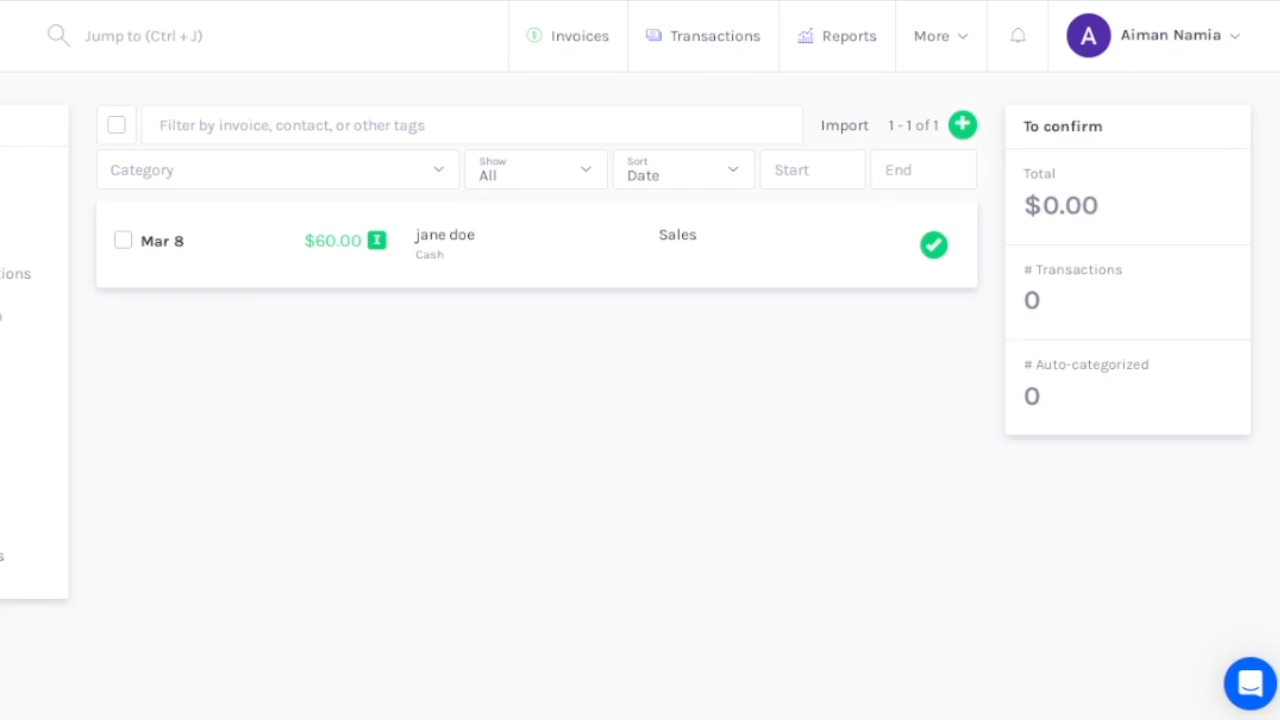 Jump to (Ctrl + J)
Invoices
Transactions
Reports
More
A
Aiman Namia
Filter by invoice, contact, or other tags
Import
1 - 1 of 1
To confirm
Category
Show
All
Sort
Date
Start
End
Total
$0.00
Mar 8
$60.00
I
jane doe
Cash
Sales
# Transactions
0
# Auto-categorized
0